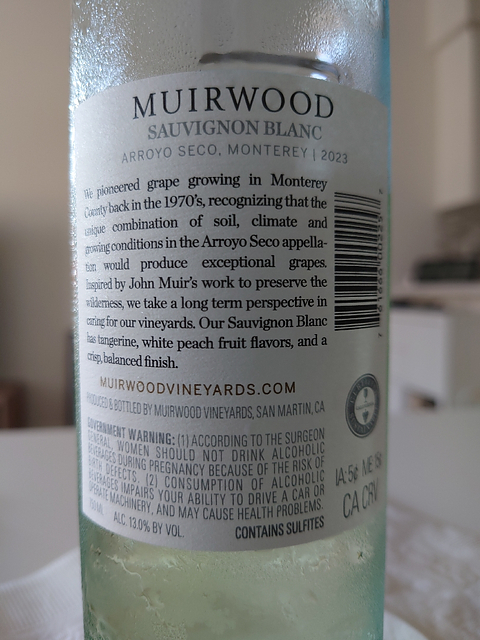 MUIRWOOD
SAUVIGNON BLANC
ARROYO SECO, MONTEREY | 2023
We pioneered grape growing in Monterey
County back in the 1970's, recognizing that the
unique combination of soil, climate and
growing conditions in the Arroyo Seco appella-
tion would produce exceptional grapes.
Inspired by John Muir's work to preserve the
wilderness, we take a long term perspective in
caring for our vineyards. Our Sauvignon Blanc
has tangerine, white peach fruit flavors, and a
crisp, balanced finish.
MUIRWOODVINEYARDS.COM
PRODUCED & BOTTLED BY MUIRWOOD VINEYARDS, SAN MARTIN, CA
GOVERNMENT WARNING: (1) ACCORDING TO THE SURGEON
GENERAL, WOMEN SHOULD NOT DRINK ALCOHOLIC
BEVERAGES DURING PREGNANCY BECAUSE OF THE RISK OF
BIRTH DEFECTS. (2) CONSUMPTION OF ALCOHOLIC
BEVERAGES IMPAIRS YOUR ABILITY TO DRIVE A CAR OR
OPERATE MACHINERY, AND MAY CAUSE HEALTH PROBLEMS.
ALC. 13.0% BY VOL. CONTAINS SULFITES
IA:5¢ ME
CA CRV